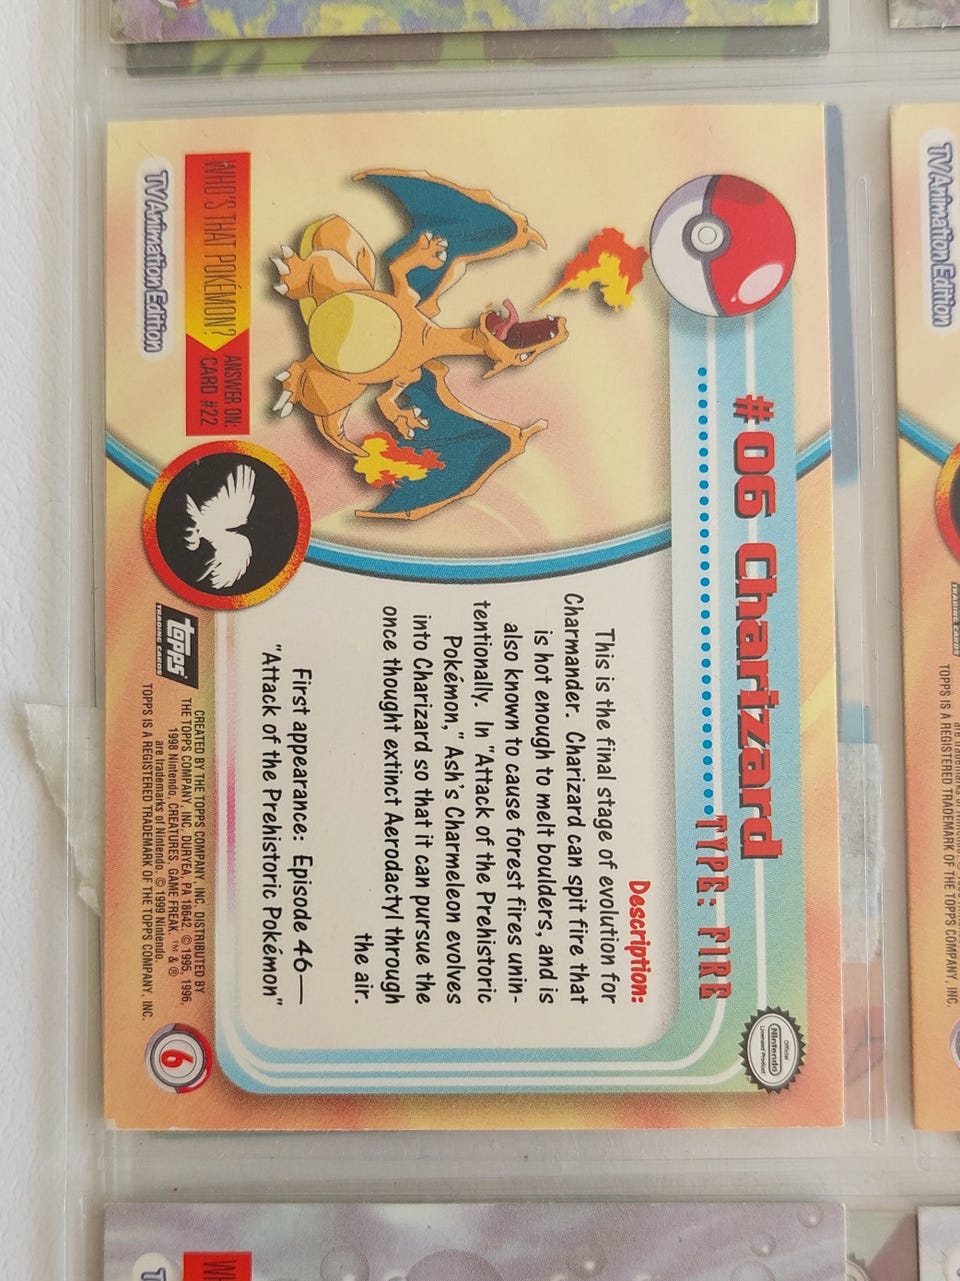 #06 Charizard
TYPE: FIRE
Official
Nintendo
Licensed Product
Description:
This is the final stage of evolution for
Charmander. Charizard can spit fire that
is hot enough to melt boulders, and is
also known to cause forest fires unin-
tentionally. In "Attack of the Prehistoric
Pokémon," Ash's Charmeleon evolves
into Charizard so that it can pursue the
once thought extinct Aerodactyl through
the air.
First appearance: Episode 46—
"Attack of the Prehistoric Pokémon"
WHO'S THAT POKÉMON?
ANSWER ON:
CARD #22
TV Animation Edition
topps
TRADING CARDS
CREATED BY THE TOPPS COMPANY, INC. DISTRIBUTED BY
THE TOPPS COMPANY, INC. DURYEA, PA 18642. © 1995, 1996,
1998 Nintendo, CREATURES, GAME FREAK. ™ & ®
are trademarks of Nintendo. © 1999 Nintendo.
TOPPS IS A REGISTERED TRADEMARK OF THE TOPPS COMPANY, INC.
6
TV Animation Edition
TRADING CARDS
TOPPS IS A REGISTERED TRADEMARK OF THE TOPPS COMPANY, INC.